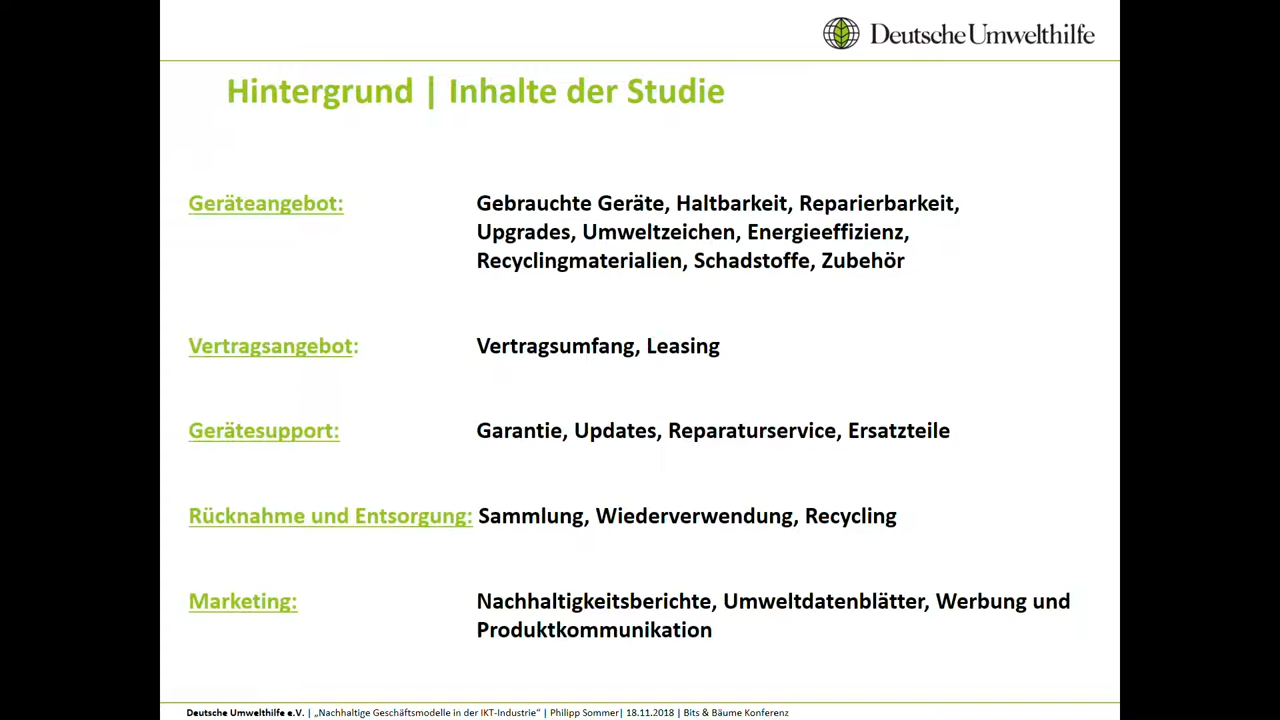 Deutsche Umwelthilfe
Hintergrund | Inhalte der Studie
Geräteangebot: Gebrauchte Geräte, Haltbarkeit, Reparierbarkeit,
Upgrades, Umweltzeichen, Energieeffizienz,
Recyclingmaterialien, Schadstoffe, Zubehör
Vertragsangebot: Vertragsumfang, Leasing
Gerätesupport: Garantie, Updates, Reparaturservice, Ersatzteile
Rücknahme und Entsorgung: Sammlung, Wiederverwendung, Recycling
Marketing: Nachhaltigkeitsberichte, Umweltdatenblätter, Werbung und
Produktkommunikation
Deutsche Umwelthilfe e.V. | „Nachhaltige Geschäftsmodelle in der IKT-Industrie“ | Philipp Sommer| 18.11.2018 | Bits & Bäume Konferenz